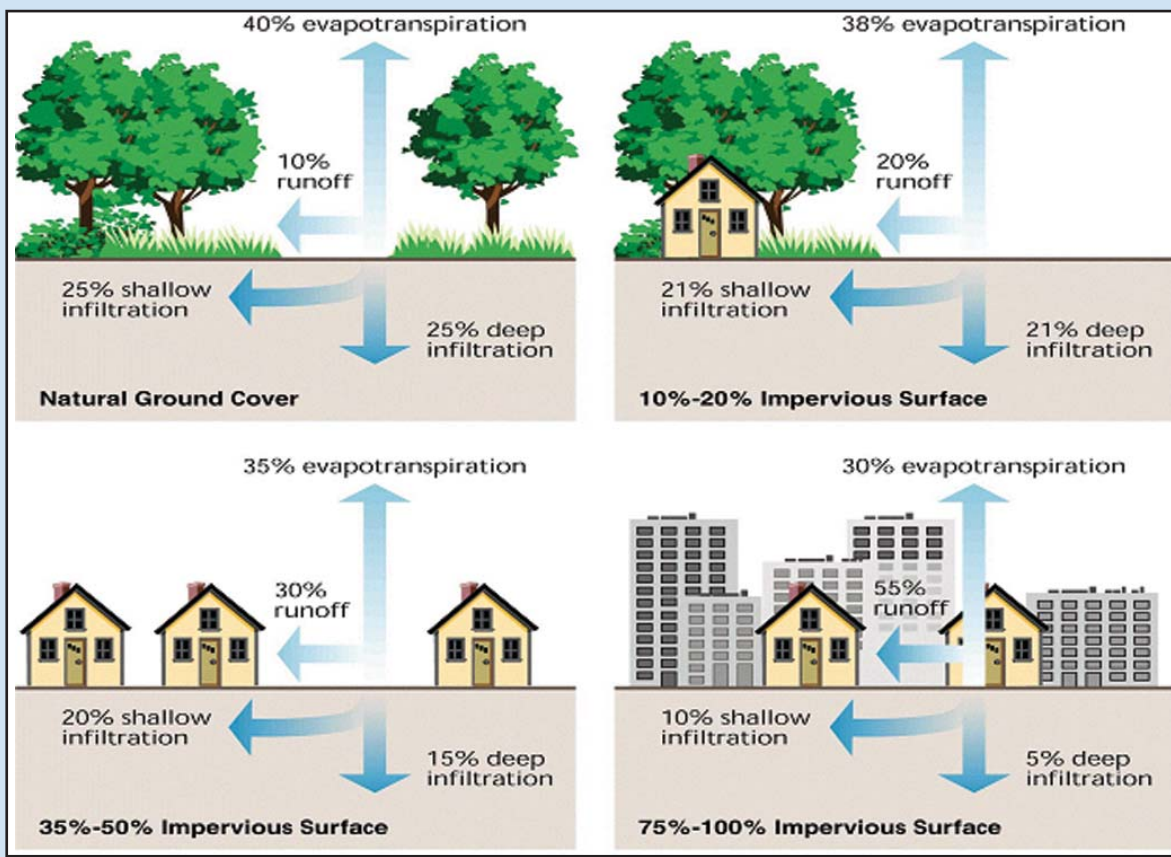 40% evapotranspiration
10%
runoff
25% shallow
infiltration
25% deep
infiltration
Natural Ground Cover
38% evapotranspiration
20%
runoff
21% shallow
infiltration
21% deep
infiltration
10%-20% Impervious Surface
35% evapotranspiration
30%
runoff
20% shallow
infiltration
15% deep
infiltration
35%-50% Impervious Surface
30% evapotranspiration
55%
runoff
10% shallow
infiltration
5% deep
infiltration
75%-100% Impervious Surface